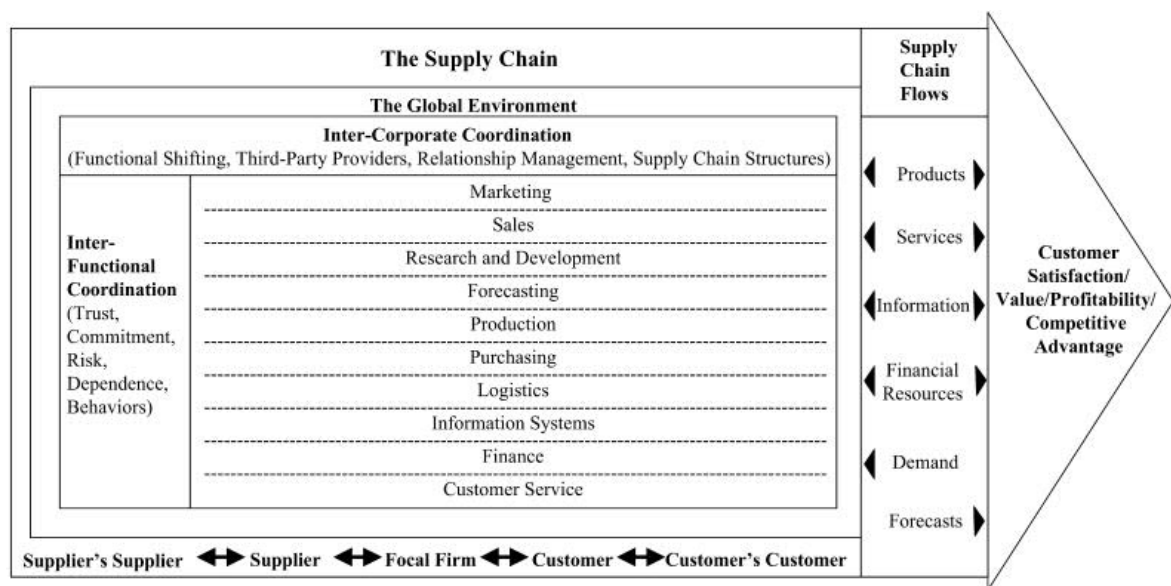 The Supply Chain
The Global Environment
Inter-Corporate Coordination
(Functional Shifting, Third-Party Providers, Relationship Management, Supply Chain Structures)
Inter-
Functional
Coordination
(Trust,
Commitment,
Risk,
Dependence,
Behaviors)
Marketing
Sales
Research and Development
Forecasting
Production
Purchasing
Logistics
Information Systems
Finance
Customer Service
Supplier's Supplier Supplier Focal Firm Customer Customer's Customer
Supply
Chain
Flows
Products
Services
Information
Financial
Resources
Demand
Forecasts
Customer
Satisfaction/
Value/Profitability/
Competitive
Advantage